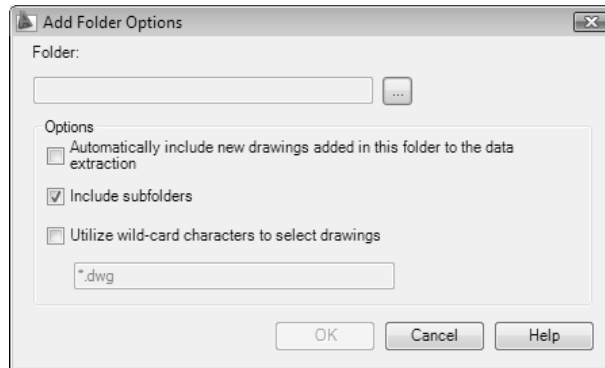 Add Folder Options
Folder:
...
Options
Automatically include new drawings added in this folder to the data
extraction
Include subfolders
Utilize wild-card characters to select drawings
*.dwg
OK
Cancel
Help